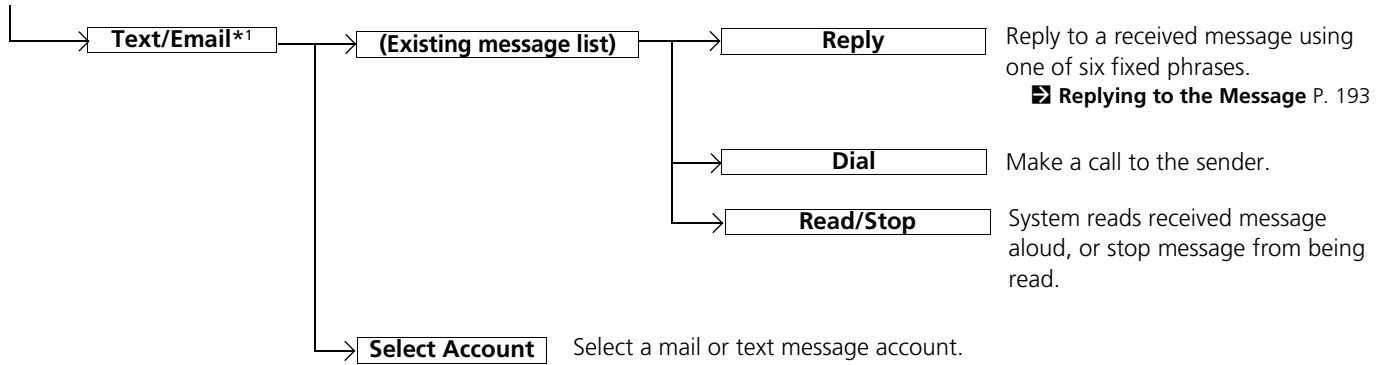 Text/Email*1
(Existing message list)
Reply
Reply to a received message using
one of six fixed phrases.
Replying to the Message P. 193
Dial
Make a call to the sender.
Read/Stop
System reads received message
aloud, or stop message from being
read.
Select Account
Select a mail or text message account.